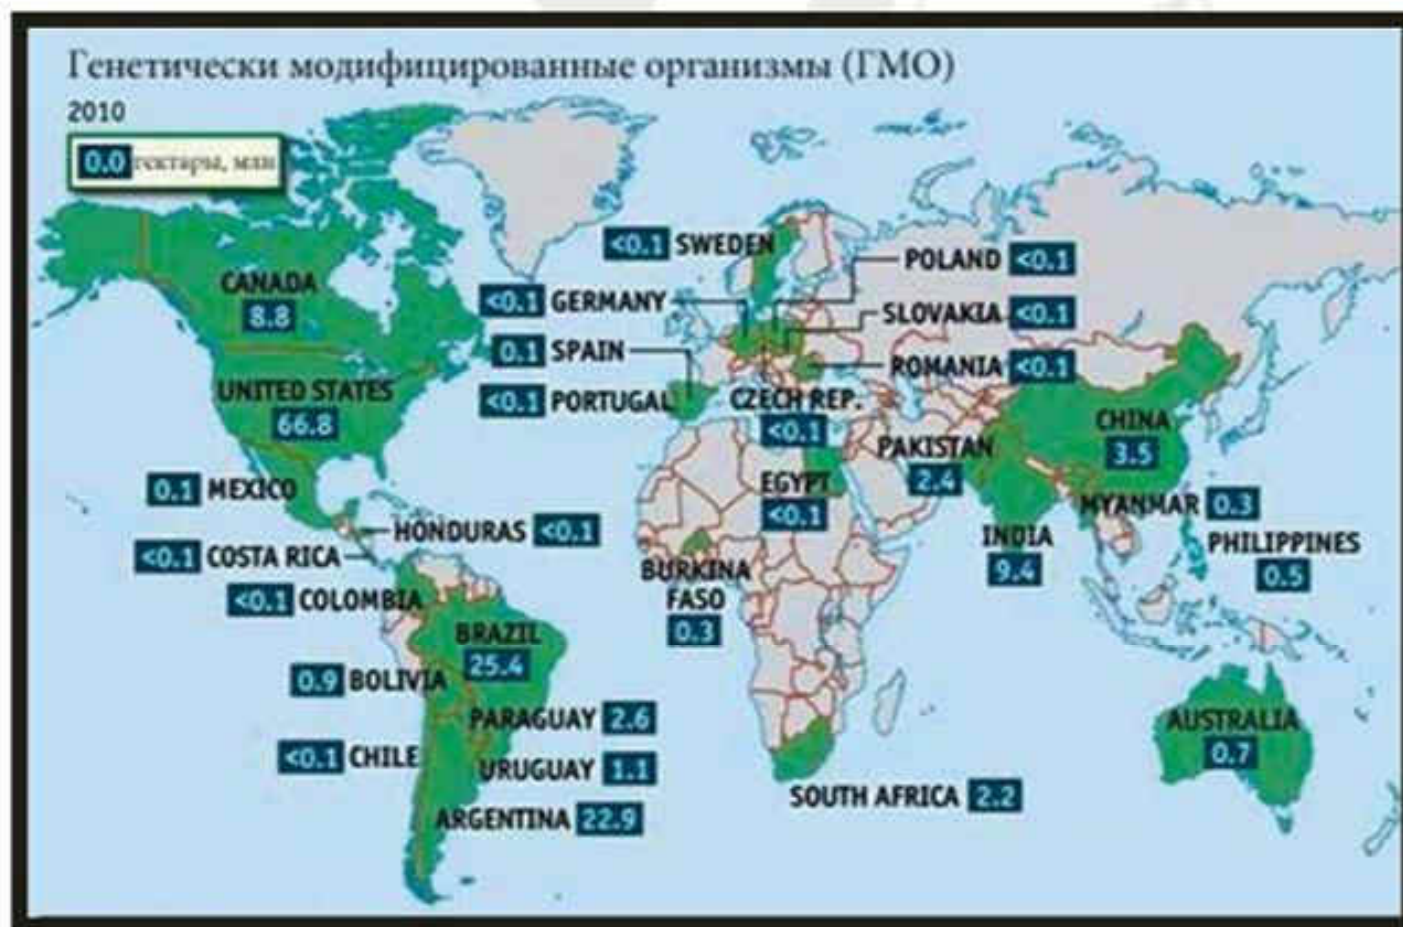 Генетически модифицированные организмы (ГМО)
2010
0.0 гектары, млн
CANADA
8.8
UNITED STATES
66.8
0.1 MEXICO
HONDURAS <0.1
<0.1 COSTA RICA
<0.1 COLOMBIA
BRAZIL
25.4
0.9 BOLIVIA
PARAGUAY 2.6
<0.1 CHILE
URUGUAY 1.1
ARGENTINA 22.9
<0.1 SWEDEN
<0.1 GERMANY
0.1 SPAIN
<0.1 PORTUGAL
POLAND <0.1
SLOVAKIA <0.1
ROMANIA <0.1
CZECH REP.
<0.1
EGYPT
<0.1
BURKINA
FASO
0.3
SOUTH AFRICA 2.2
PAKISTAN
2.4
INDIA
9.4
CHINA
3.5
MYANMAR 0.3
PHILIPPINES
0.5
AUSTRALIA
0.7